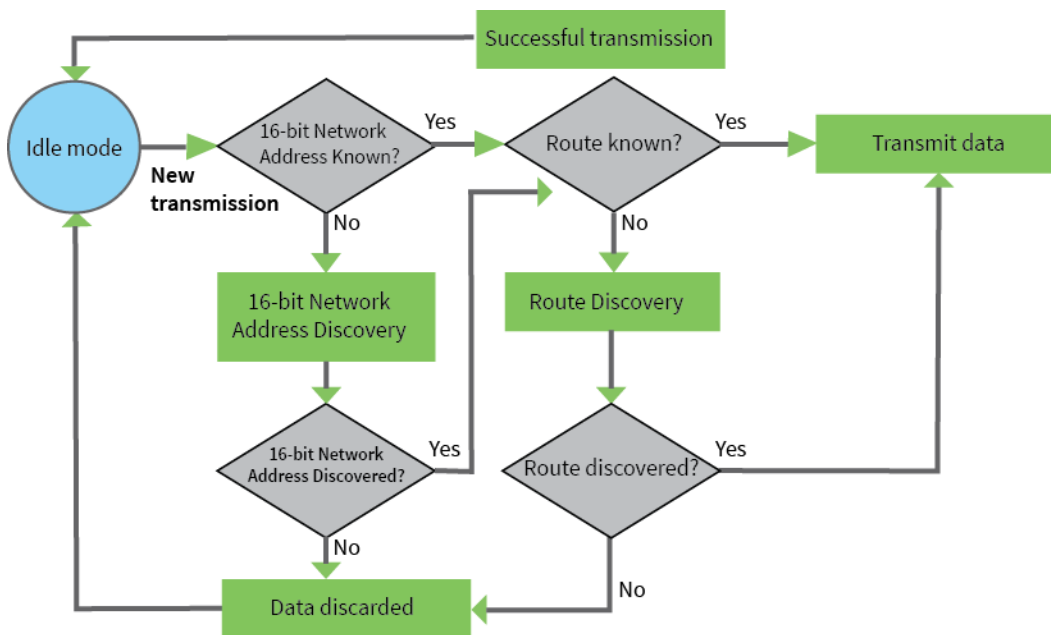 Successful transmission
Idle mode
New
transmission
16-bit Network
Address Known?
Yes
Route known?
Yes
Transmit data
No
No
16-bit Network
Address Discovery
Route Discovery
16-bit Network
Address Discovered?
Yes
Route discovered?
Yes
No
No
Data discarded